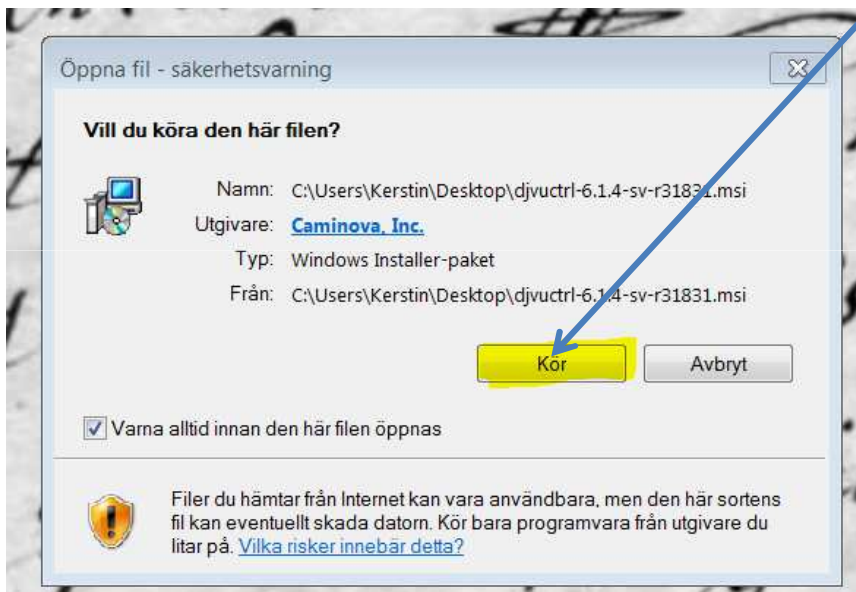 Öppna fil - säkerhetsvarning
Vill du köra den här filen?
Namn: C:\Users\Kerstin\Desktop\djvuctrl-6.1.4-sv-r31831.msi
Utgivare: Caminova, Inc.
Typ: Windows Installer-paket
Från: C:\Users\Kerstin\Desktop\djvuctrl-6.1.4-sv-r31831.msi
Kör Avbryt
Varna alltid innan den här filen öppnas
Filer du hämtar från Internet kan vara användbara, men den här sortens
fil kan eventuellt skada datorn. Kör bara programvara från utgivare du
litar på. Vilka risker innebär detta?